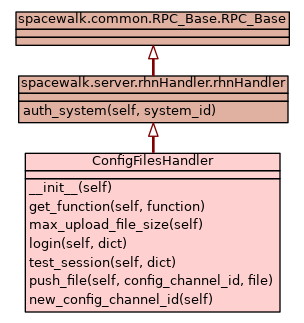 spacewalk.common.RPC_Base.RPC_Base
spacewalk.server.rhnHandler.rhnHandler
auth_system(self, system_id)
ConfigFilesHandler
__init__(self)
get_function(self, function)
max_upload_file_size(self)
login(self, dict)
test_session(self, dict)
push_file(self, config_channel_id, file)
new_config_channel_id(self)